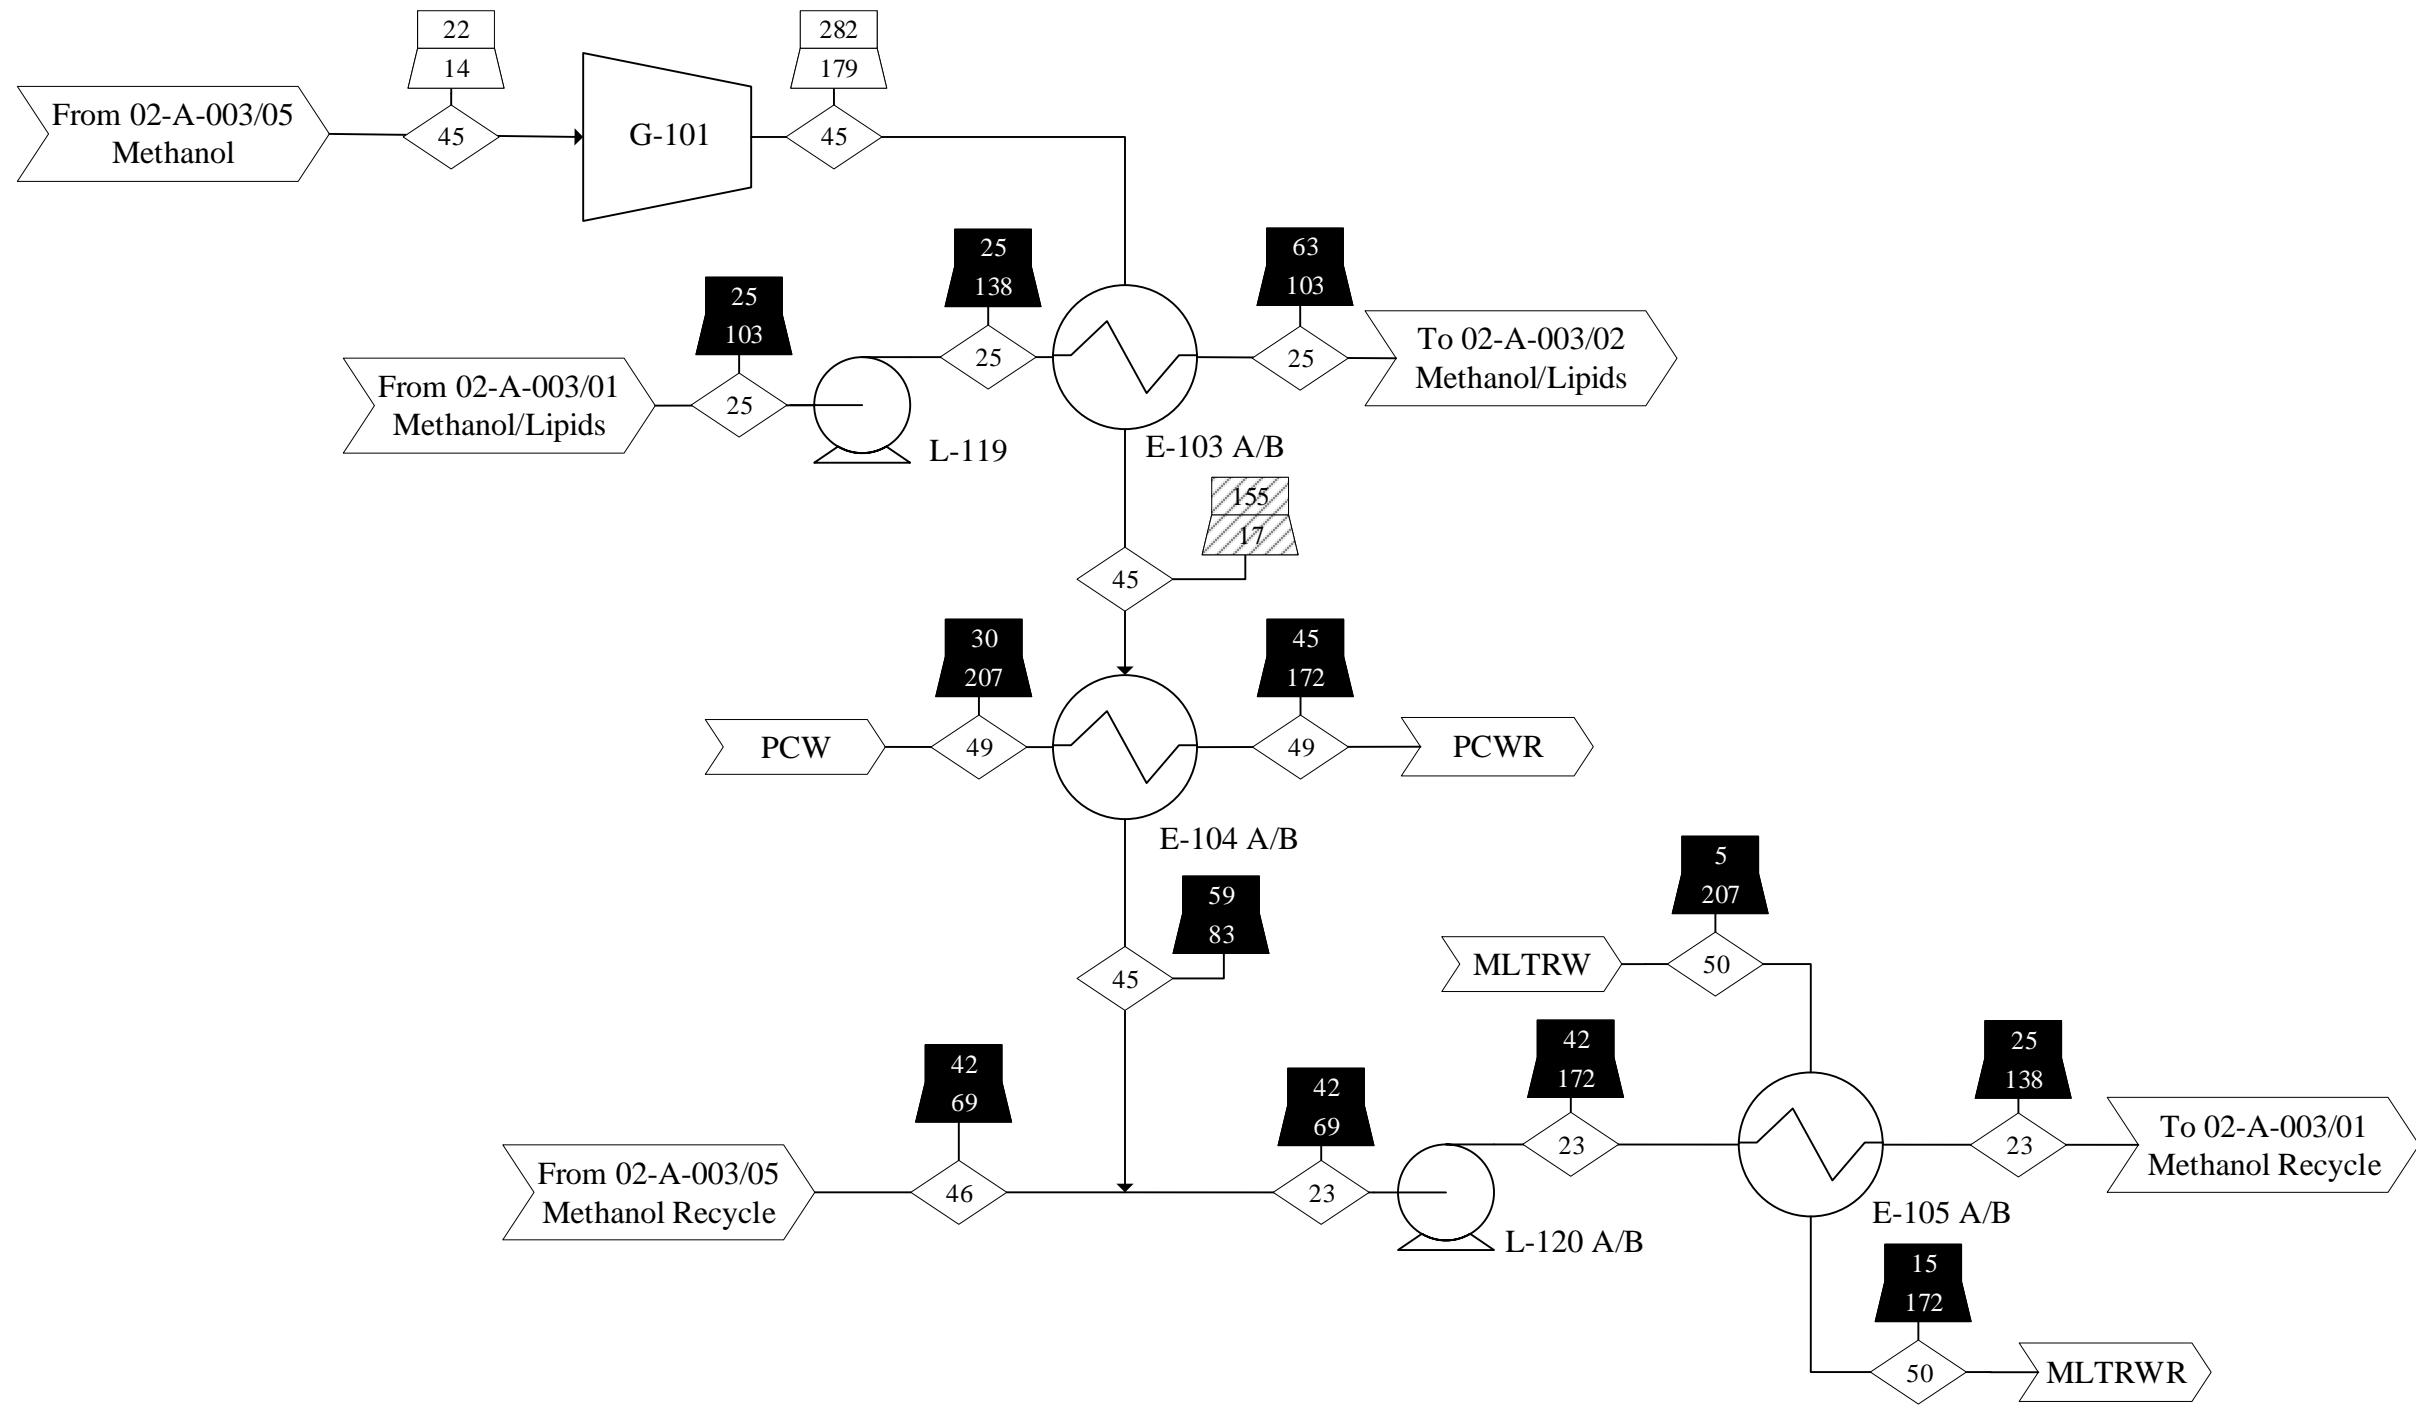 22
14
282
179
From 02-A-003/05
Methanol
45
G-101
45
25
138
63
103
25
103
25
25
To 02-A-003/02
Methanol/Lipids
From 02-A-003/01
Methanol/Lipids
25
L-119
E-103 A/B
155
17
45
30
207
45
172
PCW
49
49
PCWR
E-104 A/B
5
207
59
83
MLTRW
50
45
42
172
25
138
42
69
42
69
23
23
To 02-A-003/01
Methanol Recycle
From 02-A-003/05
Methanol Recycle
46
23
L-120 A/B
E-105 A/B
15
172
50
MLTRWR